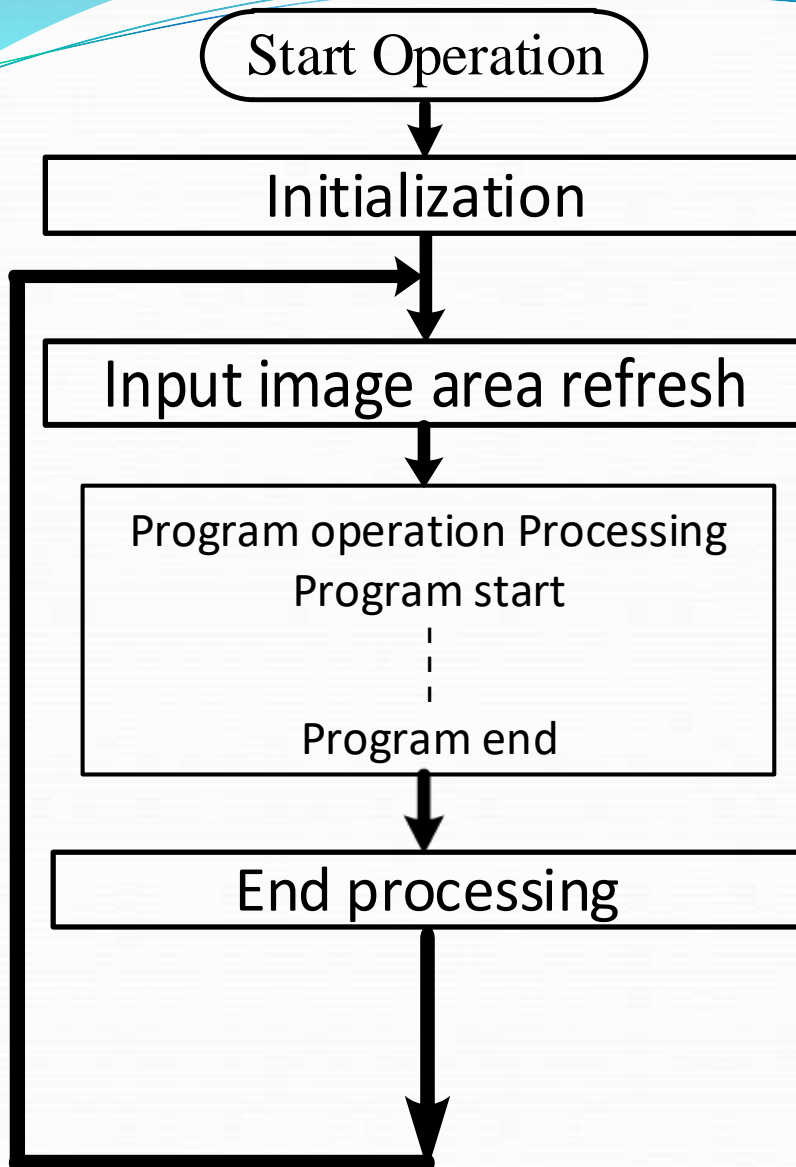 Start Operation
Initialization
Input image area refresh
Program operation Processing
Program start
Program end
End processing